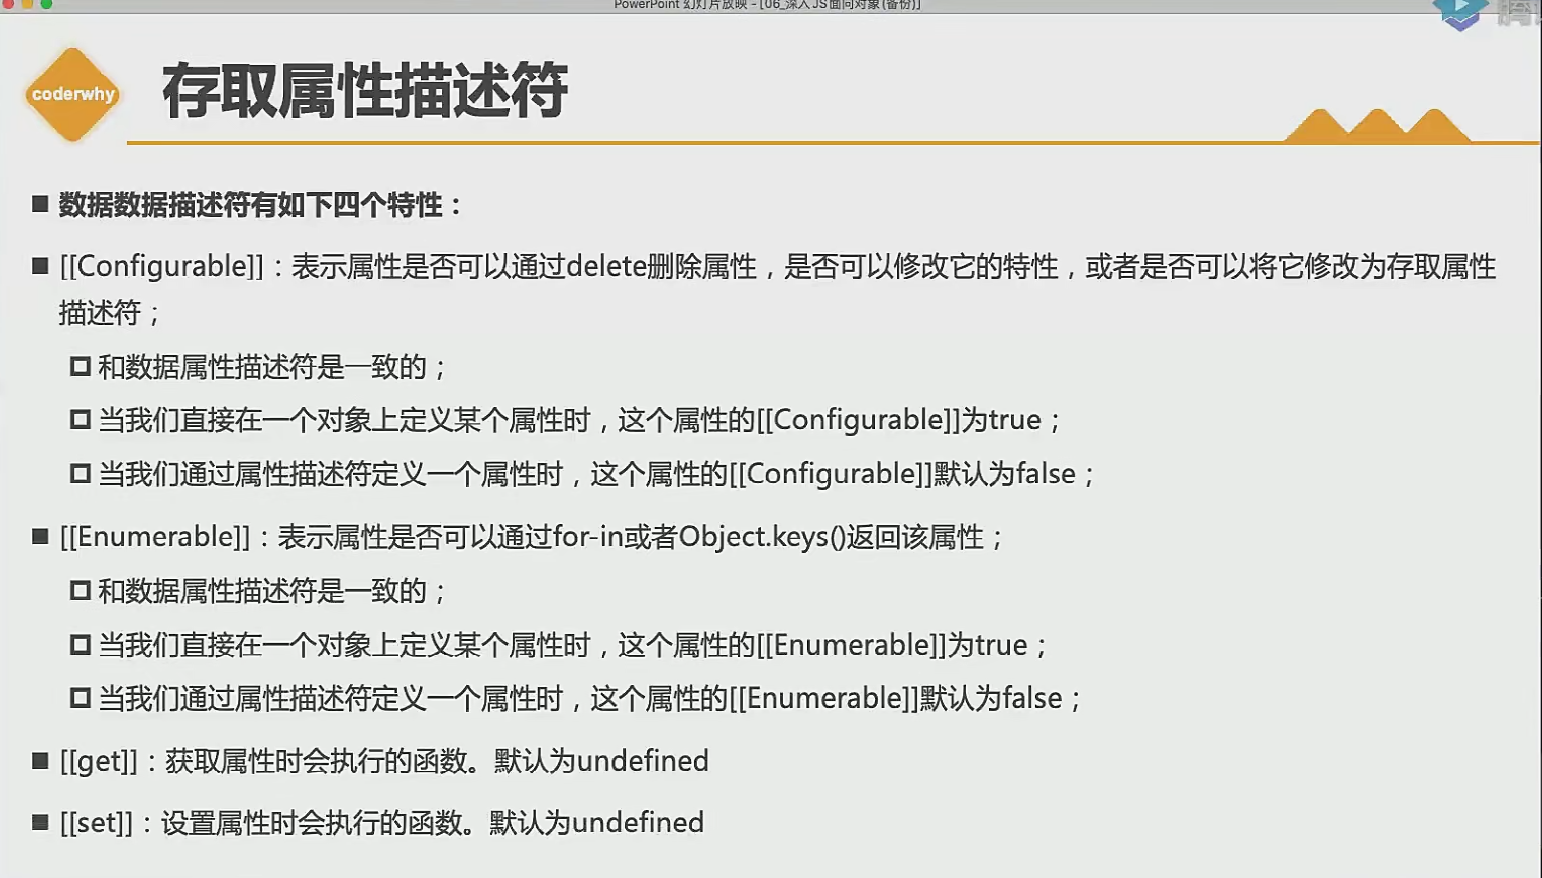 PowerPoint 幻灯片放映 - [06_深入JS面向对象(备份)]
coderwhy
存取属性描述符
数据数据描述符有如下四个特性：
[[Configurable]]：表示属性是否可以通过delete删除属性，是否可以修改它的特性，或者是否可以将它修改为存取属性
描述符；
和数据属性描述符是一致的；
当我们直接在一个对象上定义某个属性时，这个属性的[[Configurable]]为true；
当我们通过属性描述符定义一个属性时，这个属性的[[Configurable]]默认为false；
[[Enumerable]]：表示属性是否可以通过for-in或者Object.keys()返回该属性；
和数据属性描述符是一致的；
当我们直接在一个对象上定义某个属性时，这个属性的[[Enumerable]]为true；
当我们通过属性描述符定义一个属性时，这个属性的[[Enumerable]]默认为false；
[[get]]：获取属性时会执行的函数。默认为undefined
[[set]]：设置属性时会执行的函数。默认为undefined